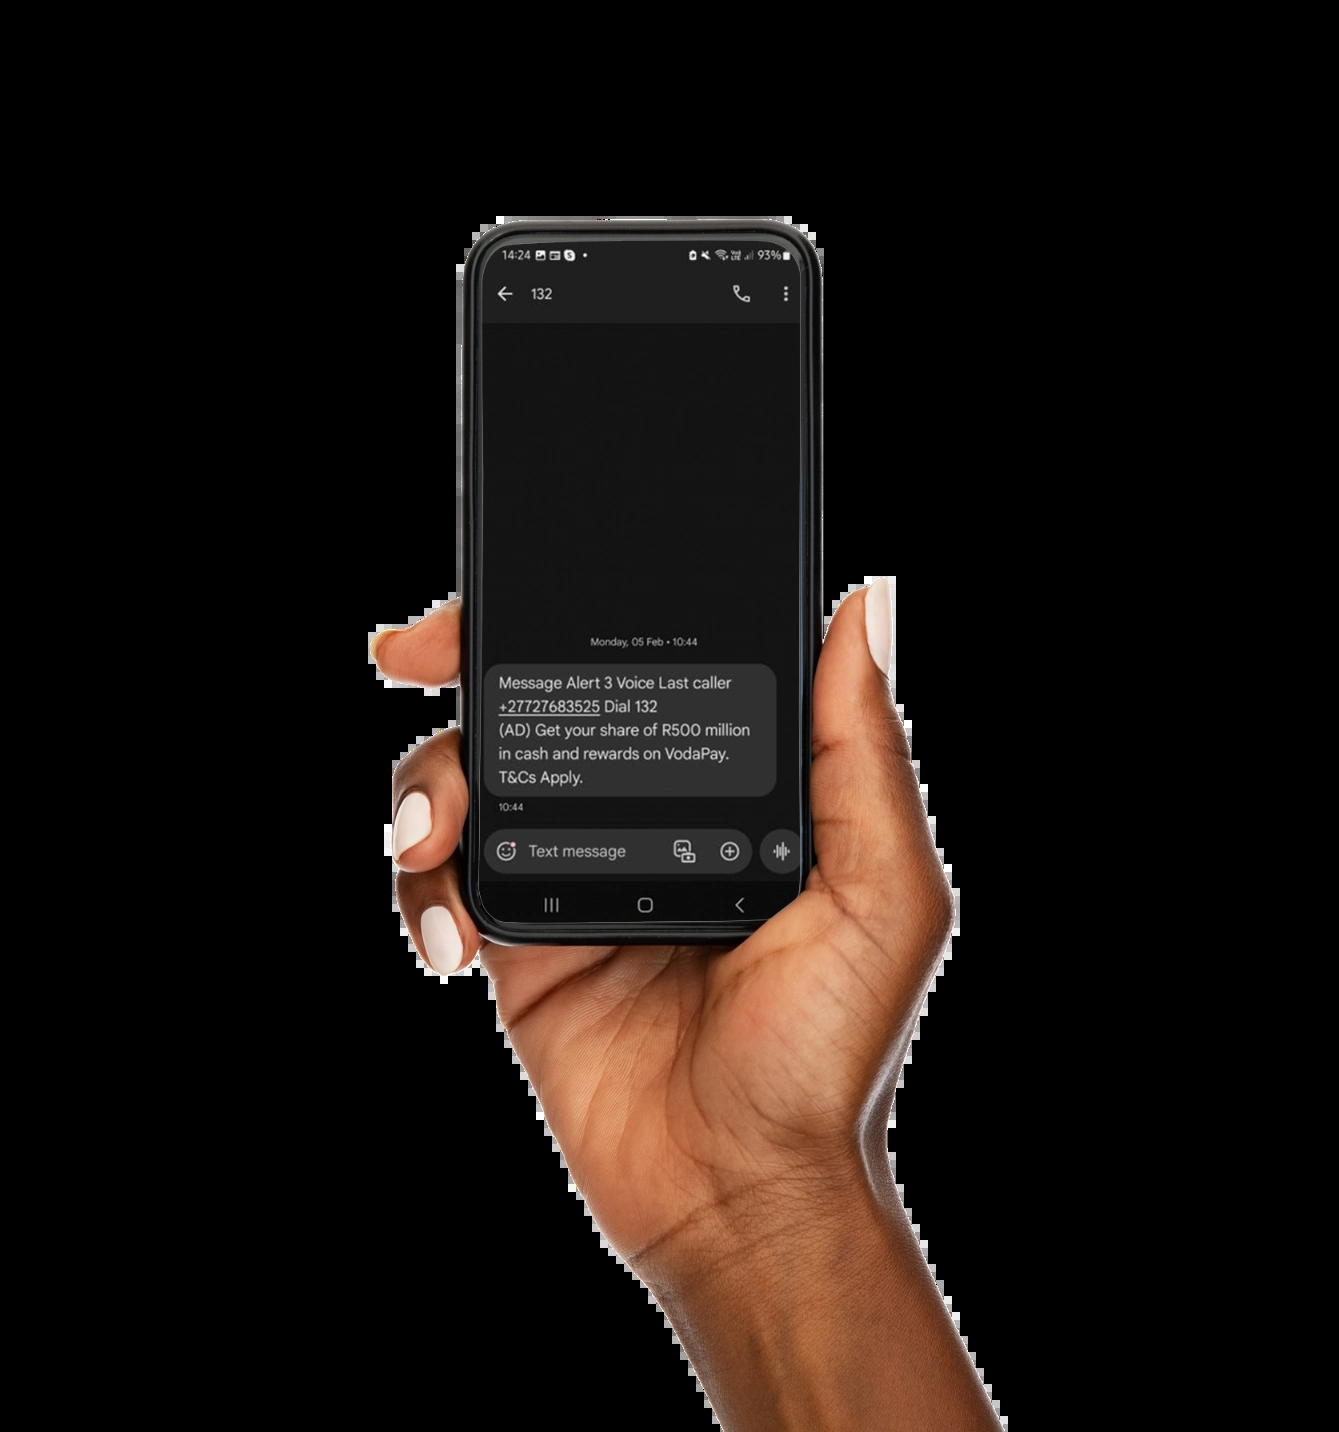 14:24
93%
132
Monday, 05 Feb • 10:44
Message Alert 3 Voice Last caller
+27727683525 Dial 132
(AD) Get your share of R500 million
in cash and rewards on VodaPay.
T&Cs Apply.
10:44
Text message